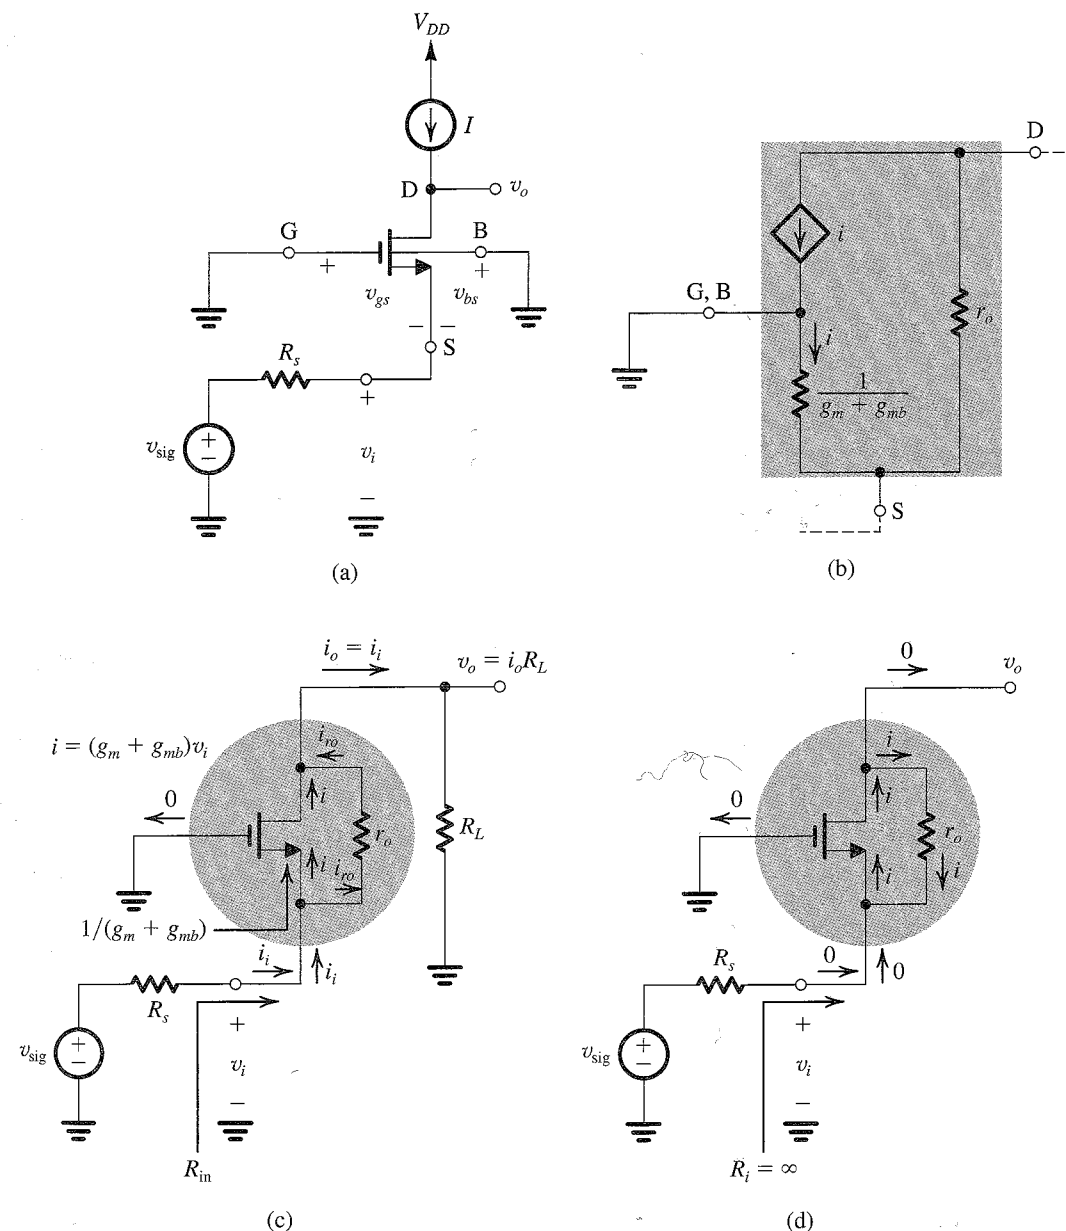 V_DD
I
D
v_o
G
B
+
+
v_gs
v_bs
−
−
S
R_s
+
v_sig
+
−
v_i
−
(a)
D
i
G, B
r_o
i
1/(g_m + g_mb)
S
(b)
i_o = i_i
v_o = i_o R_L
i = (g_m + g_mb)v_i
i_ro
i
0
r_o
R_L
i
i_ro
1/(g_m + g_mb)
i_i
i_i
R_s
+
v_sig
+
−
v_i
−
R_in
(c)
0
v_o
i
i
0
r_o
i
i
R_s
0
0
+
v_sig
+
−
v_i
−
R_i = ∞
(d)